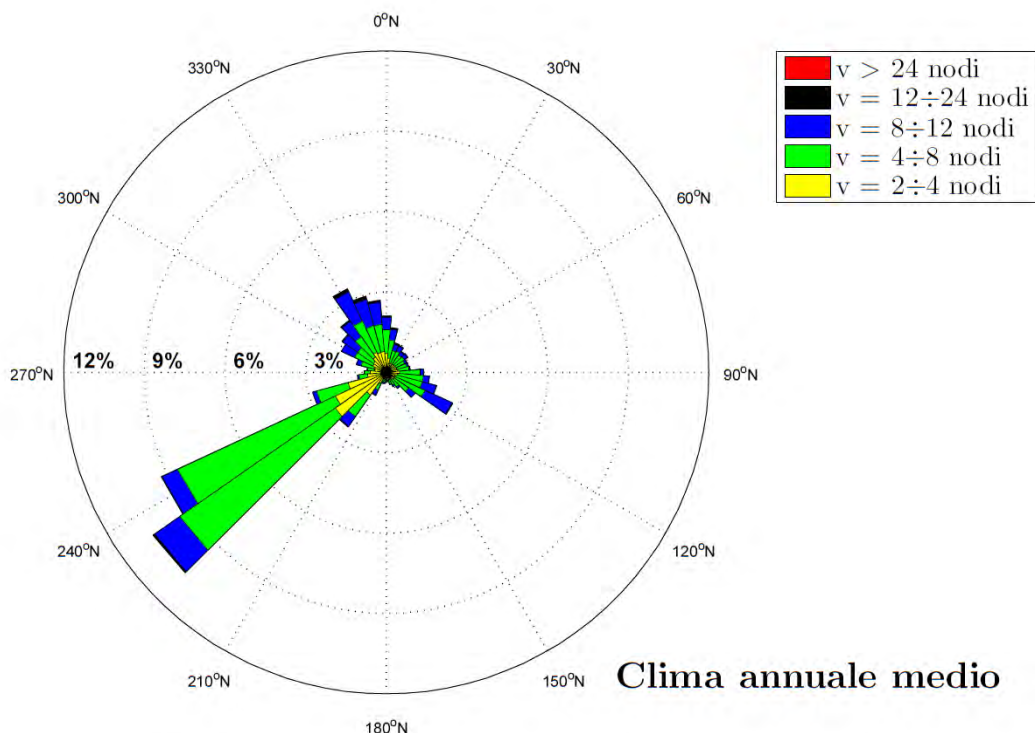 0°N
330°N
30°N
v > 24 nodi
v = 12÷24 nodi
v = 8÷12 nodi
v = 4÷8 nodi
v = 2÷4 nodi
300°N
60°N
12%
9%
6%
3%
270°N
90°N
240°N
120°N
210°N
150°N
Clima annuale medio
180°N